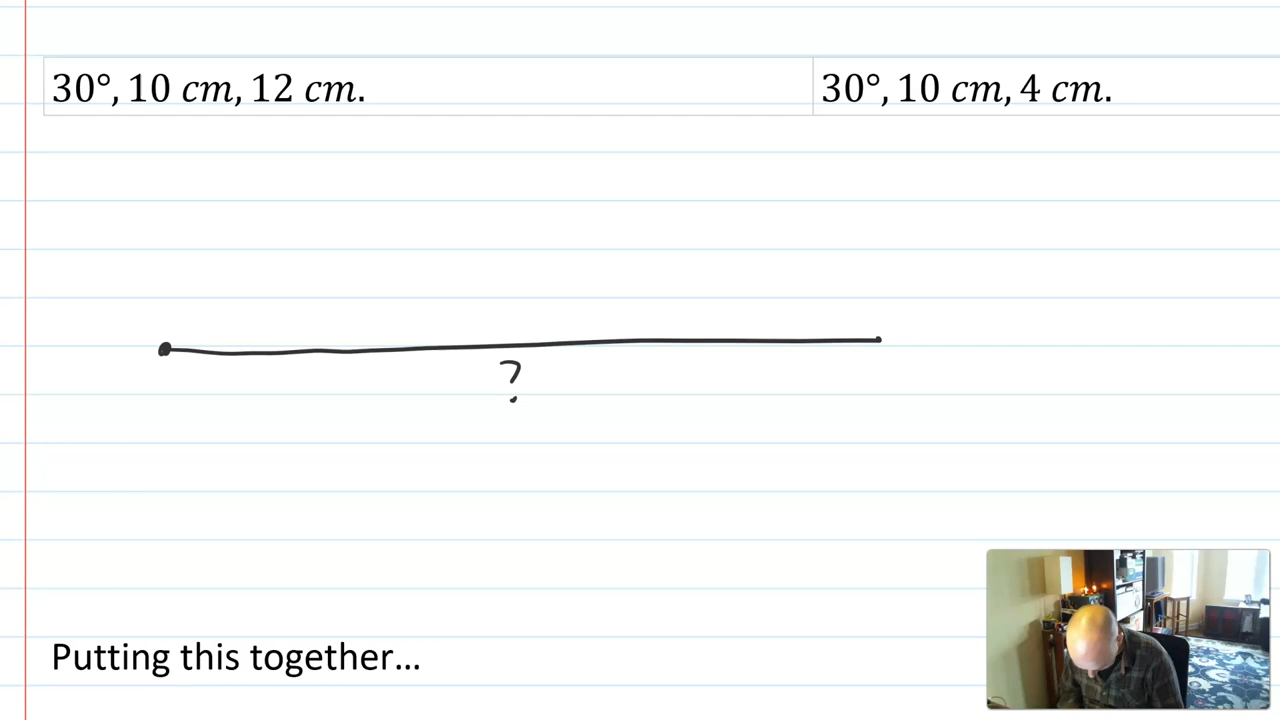 30°, 10 cm, 12 cm.
30°, 10 cm, 4 cm.
?
Putting this together...